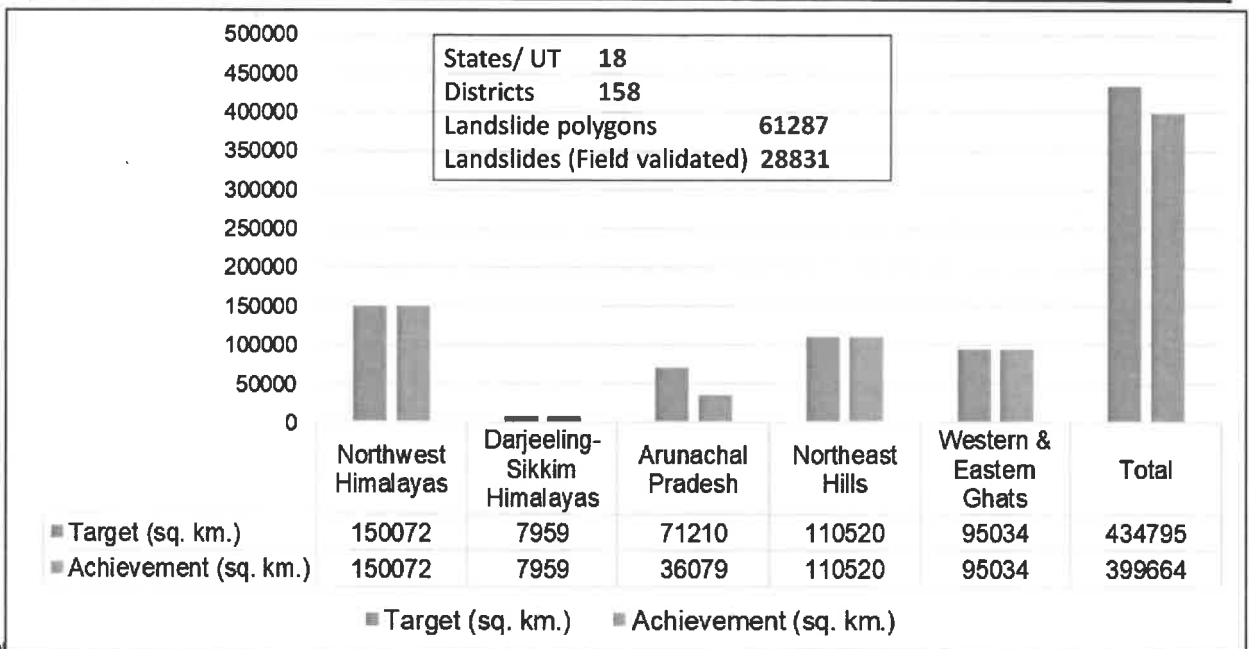 500000
450000
400000
350000
300000
250000
200000
150000
100000
50000
0
States/ UT 18
Districts 158
Landslide polygons 61287
Landslides (Field validated) 28831
Northwest Himalayas
Darjeeling-Sikkim Himalayas
Arunachal Pradesh
Northeast Hills
Western & Eastern Ghats
Total
Target (sq. km.) 150072 7959 71210 110520 95034 434795
Achievement (sq. km.) 150072 7959 36079 110520 95034 399664
Target (sq. km.) Achievement (sq. km.)